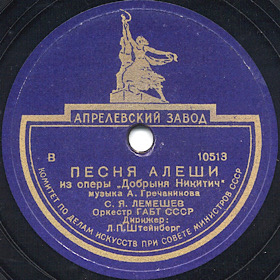 АПРЕЛЕВСКИЙ ЗАВОД
В 10513
ПЕСНЯ АЛЕШИ
из оперы „Добрыня Никитич"
музыка А. Гречанинова
С. Я. ЛЕМЕШЕВ
Оркестр ГАБТ СССР
Дирижер:
Л.П.Штейнберг
КОМИТЕТ ПО ДЕЛАМ ИСКУССТВ ПРИ СОВЕТЕ МИНИСТРОВ СССР